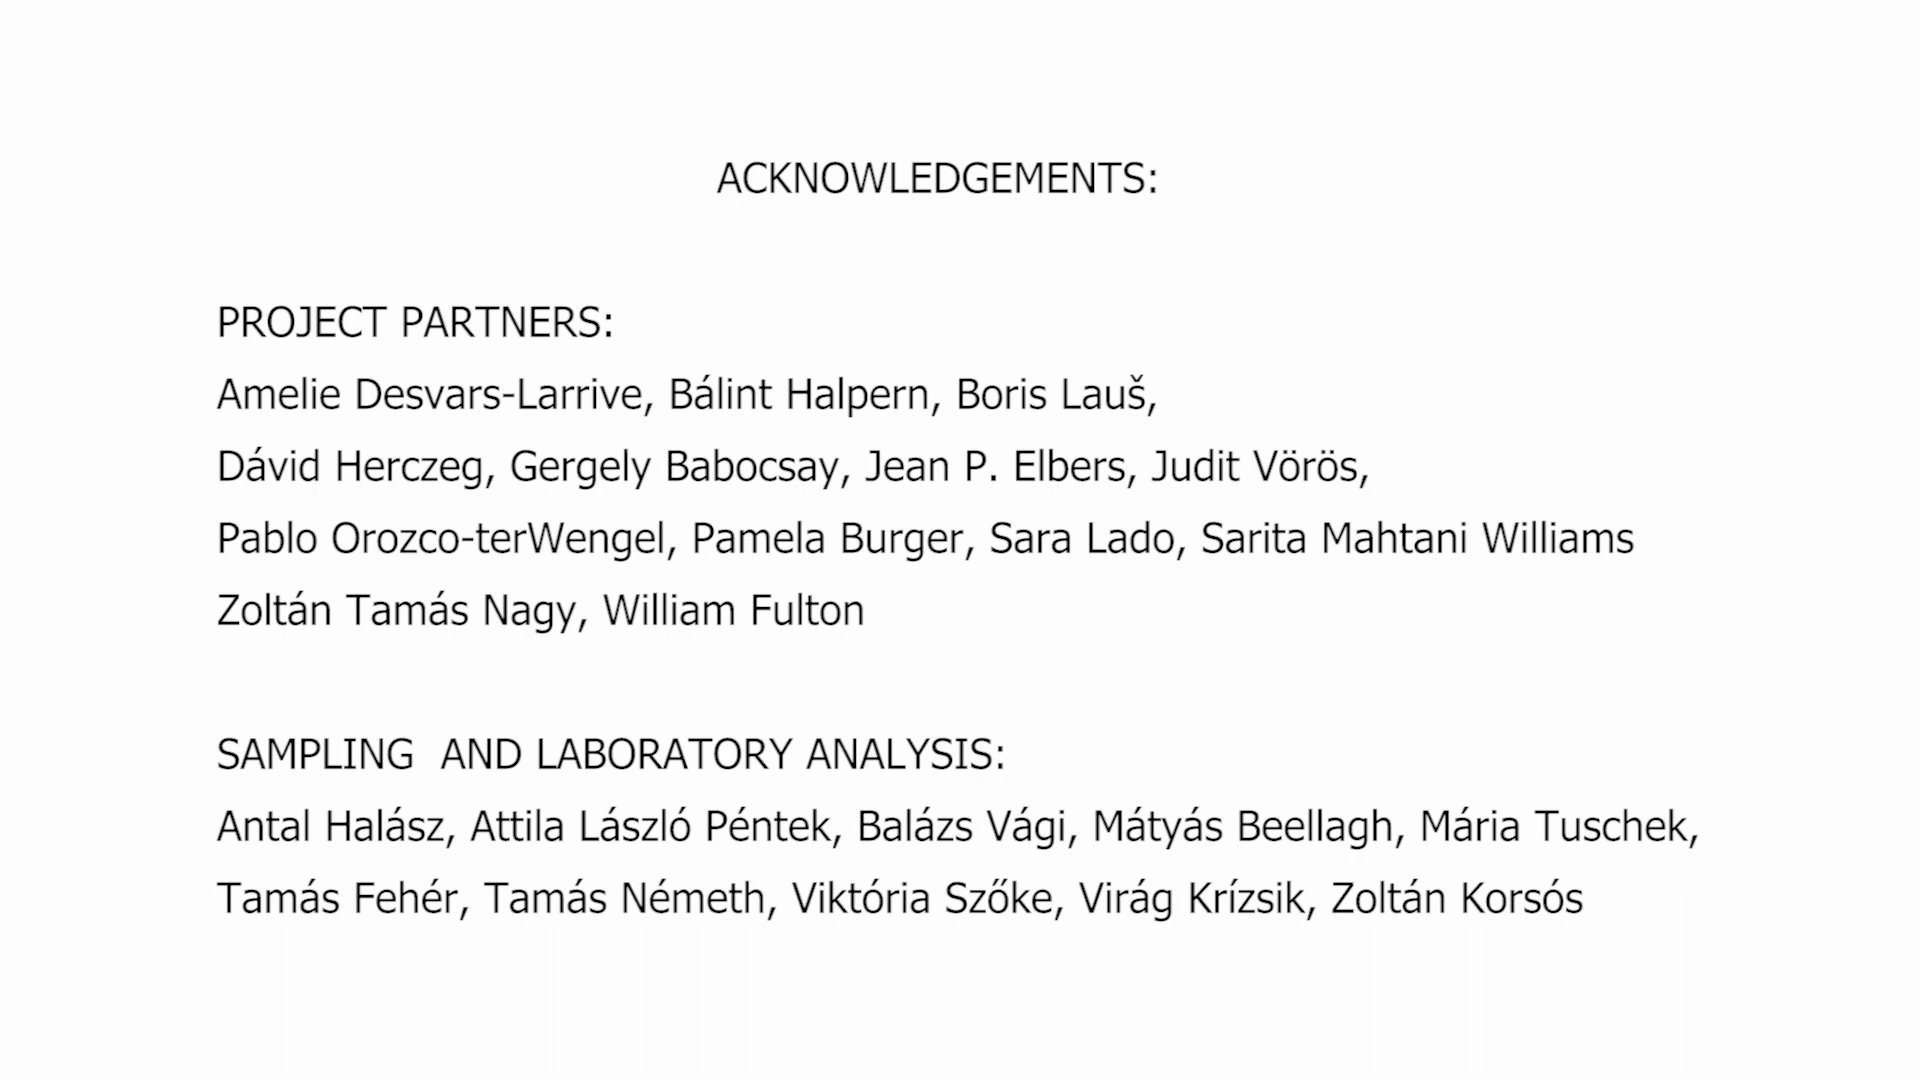 ACKNOWLEDGEMENTS:
PROJECT PARTNERS:
Amelie Desvars-Larrive, Bálint Halpern, Boris Lauš,
Dávid Herczeg, Gergely Babocsay, Jean P. Elbers, Judit Vörös,
Pablo Orozco-terWengel, Pamela Burger, Sara Lado, Sarita Mahtani Williams
Zoltán Tamás Nagy, William Fulton
SAMPLING  AND LABORATORY ANALYSIS:
Antal Halász, Attila László Péntek, Balázs Vági, Mátyás Beellagh, Mária Tuschek,
Tamás Fehér, Tamás Németh, Viktória Szőke, Virág Krízsik, Zoltán Korsós